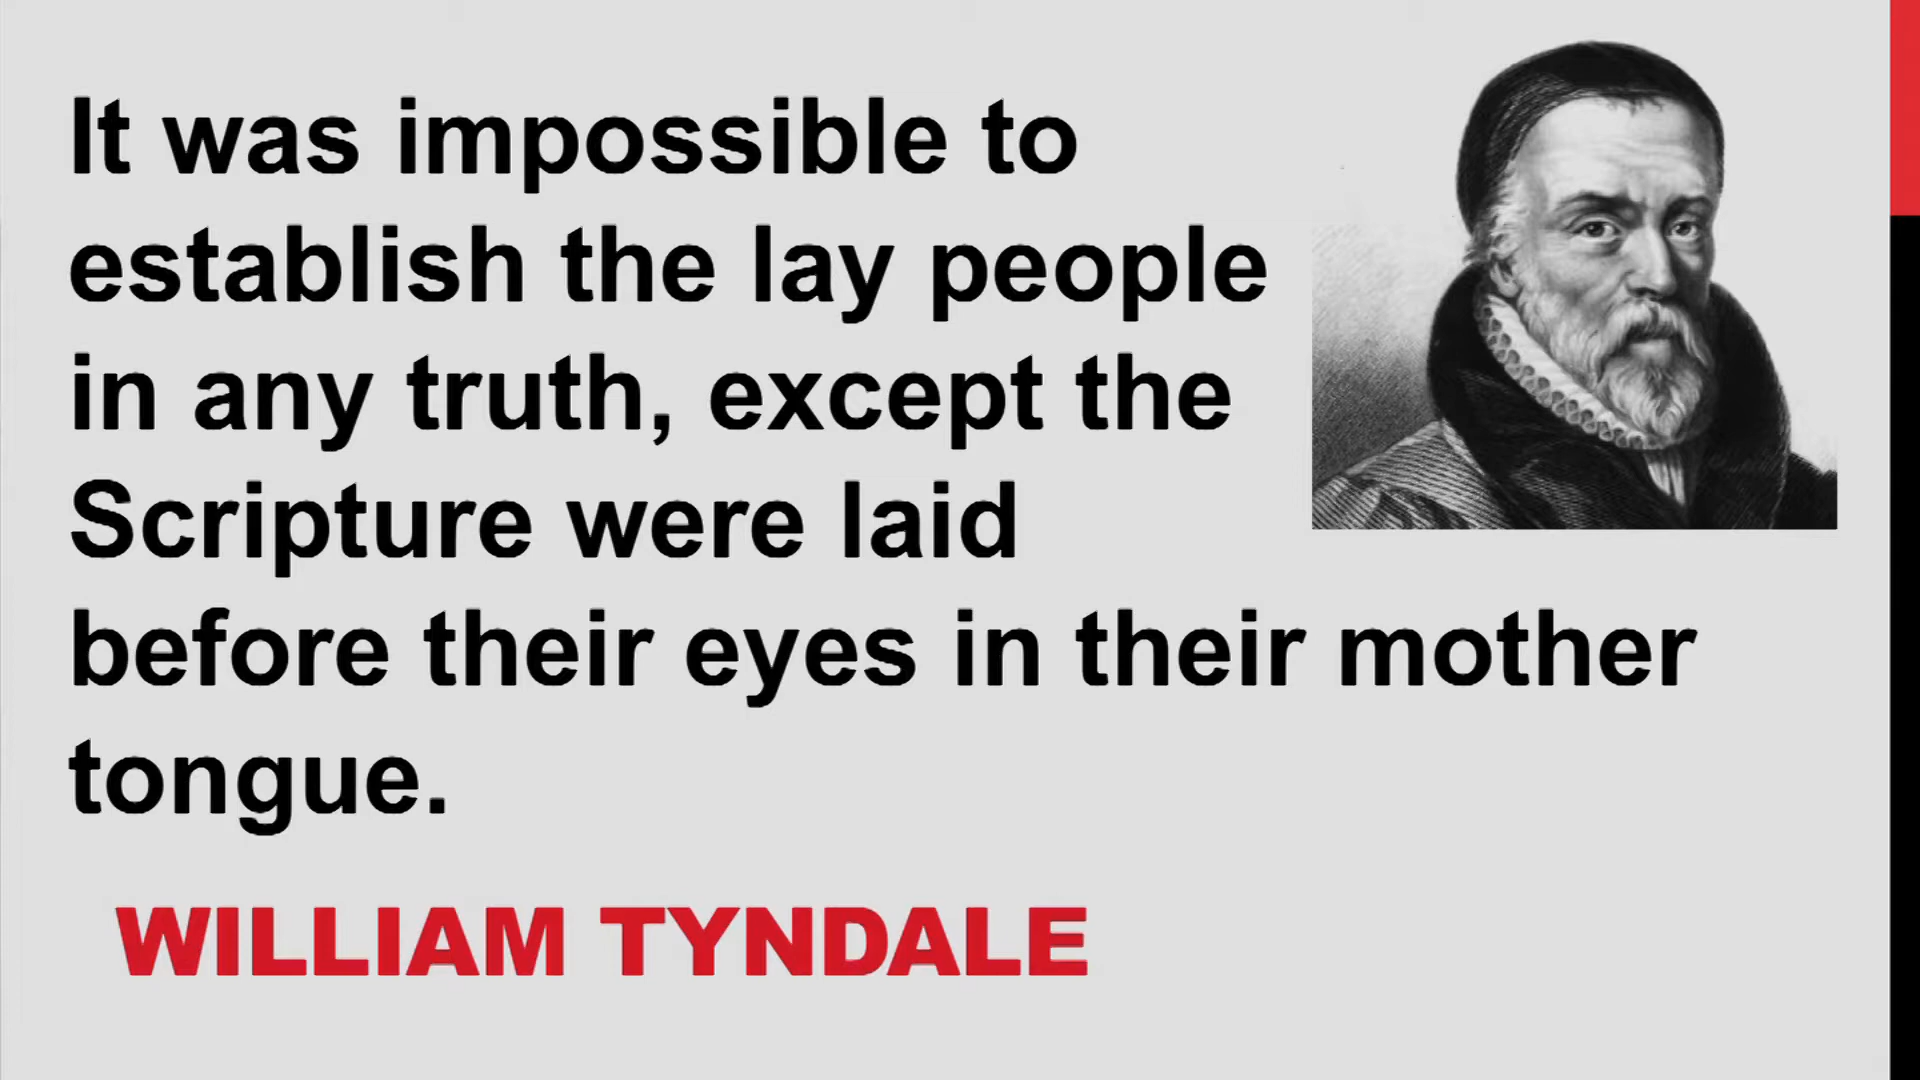 It was impossible to
establish the lay people
in any truth, except the
Scripture were laid
before their eyes in their mother
tongue.
WILLIAM TYNDALE